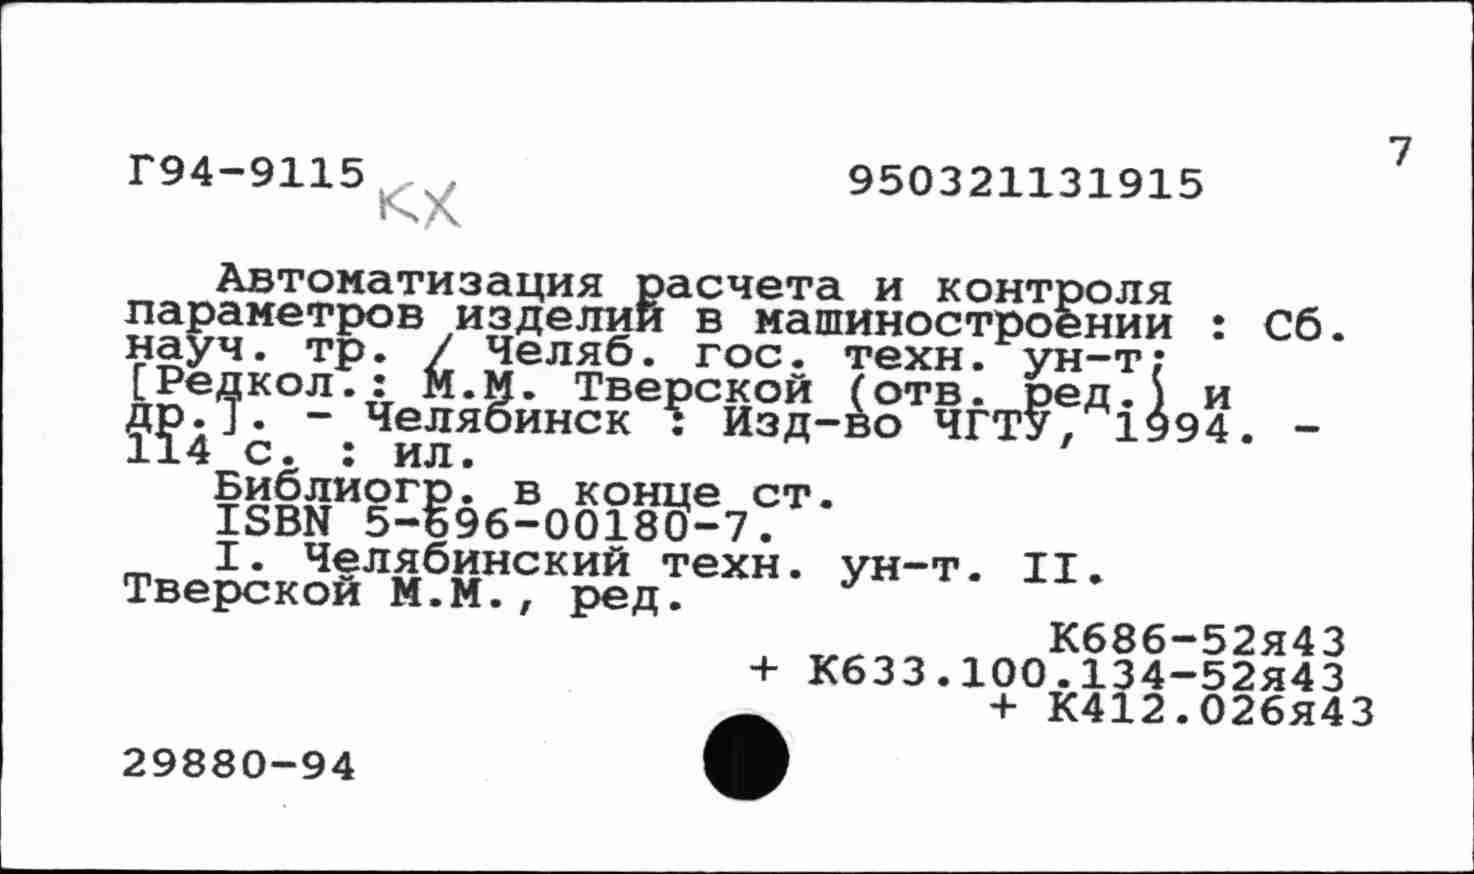 7
Г94-9115 КХ 950321131915
Автоматизация расчета и контроля
параметров изделий в машиностроении : Сб.
науч. тр. / Челяб. гос. техн. ун-т;
[Редкол.: М.М. Тверской (отв. ред.) и
др.]. - Челябинск : Изд-во ЧГТУ, 1994. -
114 с. : ил.
Библиогр. в конце ст.
ISBN 5-696-00180-7.
I. Челябинский техн. ун-т. II.
Тверской М.М., ред.
К686-52я43
+ К633.100.134-52я43
+ К412.026я43
29880-94